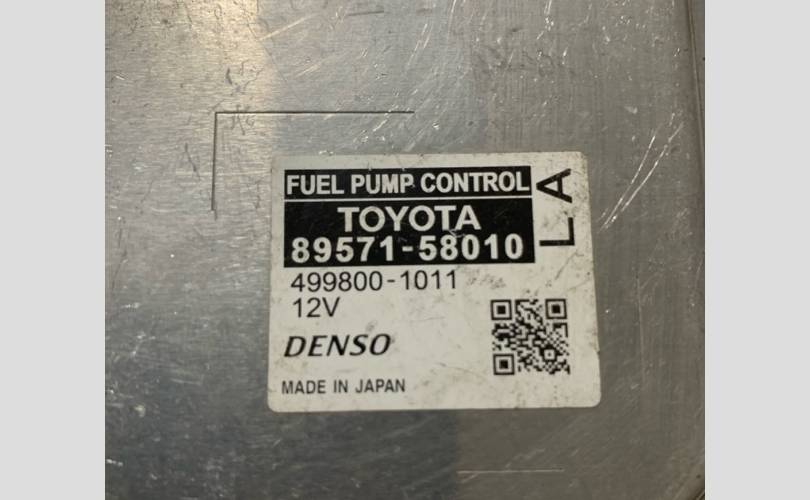 FUEL PUMP CONTROL
TOYOTA
89571-58010
LA
499800-1011
12V
DENSO
MADE IN JAPAN